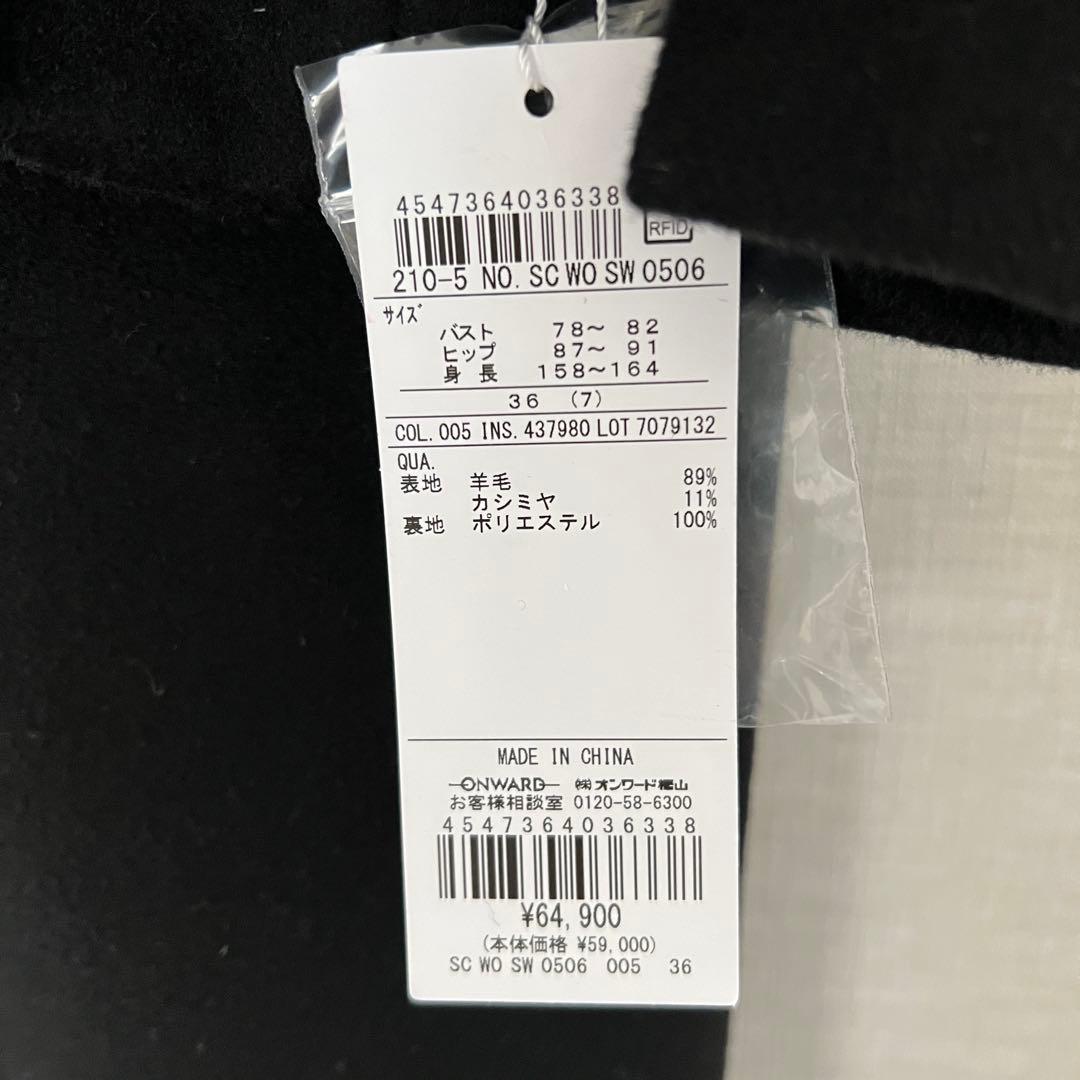 4547364036338
RFID
210-5 NO. SC WO SW 0506
サイズ
バスト 78～ 82
ヒップ 87～ 91
身長 158～164
36 (7)
COL. 005 INS. 437980 LOT 7079132
QUA.
表地 羊毛 89%
カシミヤ 11%
裏地 ポリエステル 100%
MADE IN CHINA
ONWARD ㈱オンワード樫山
お客様相談室 0120-58-6300
4547364036338
¥64,900
(本体価格 ¥59,000)
SC WO SW 0506 005 36